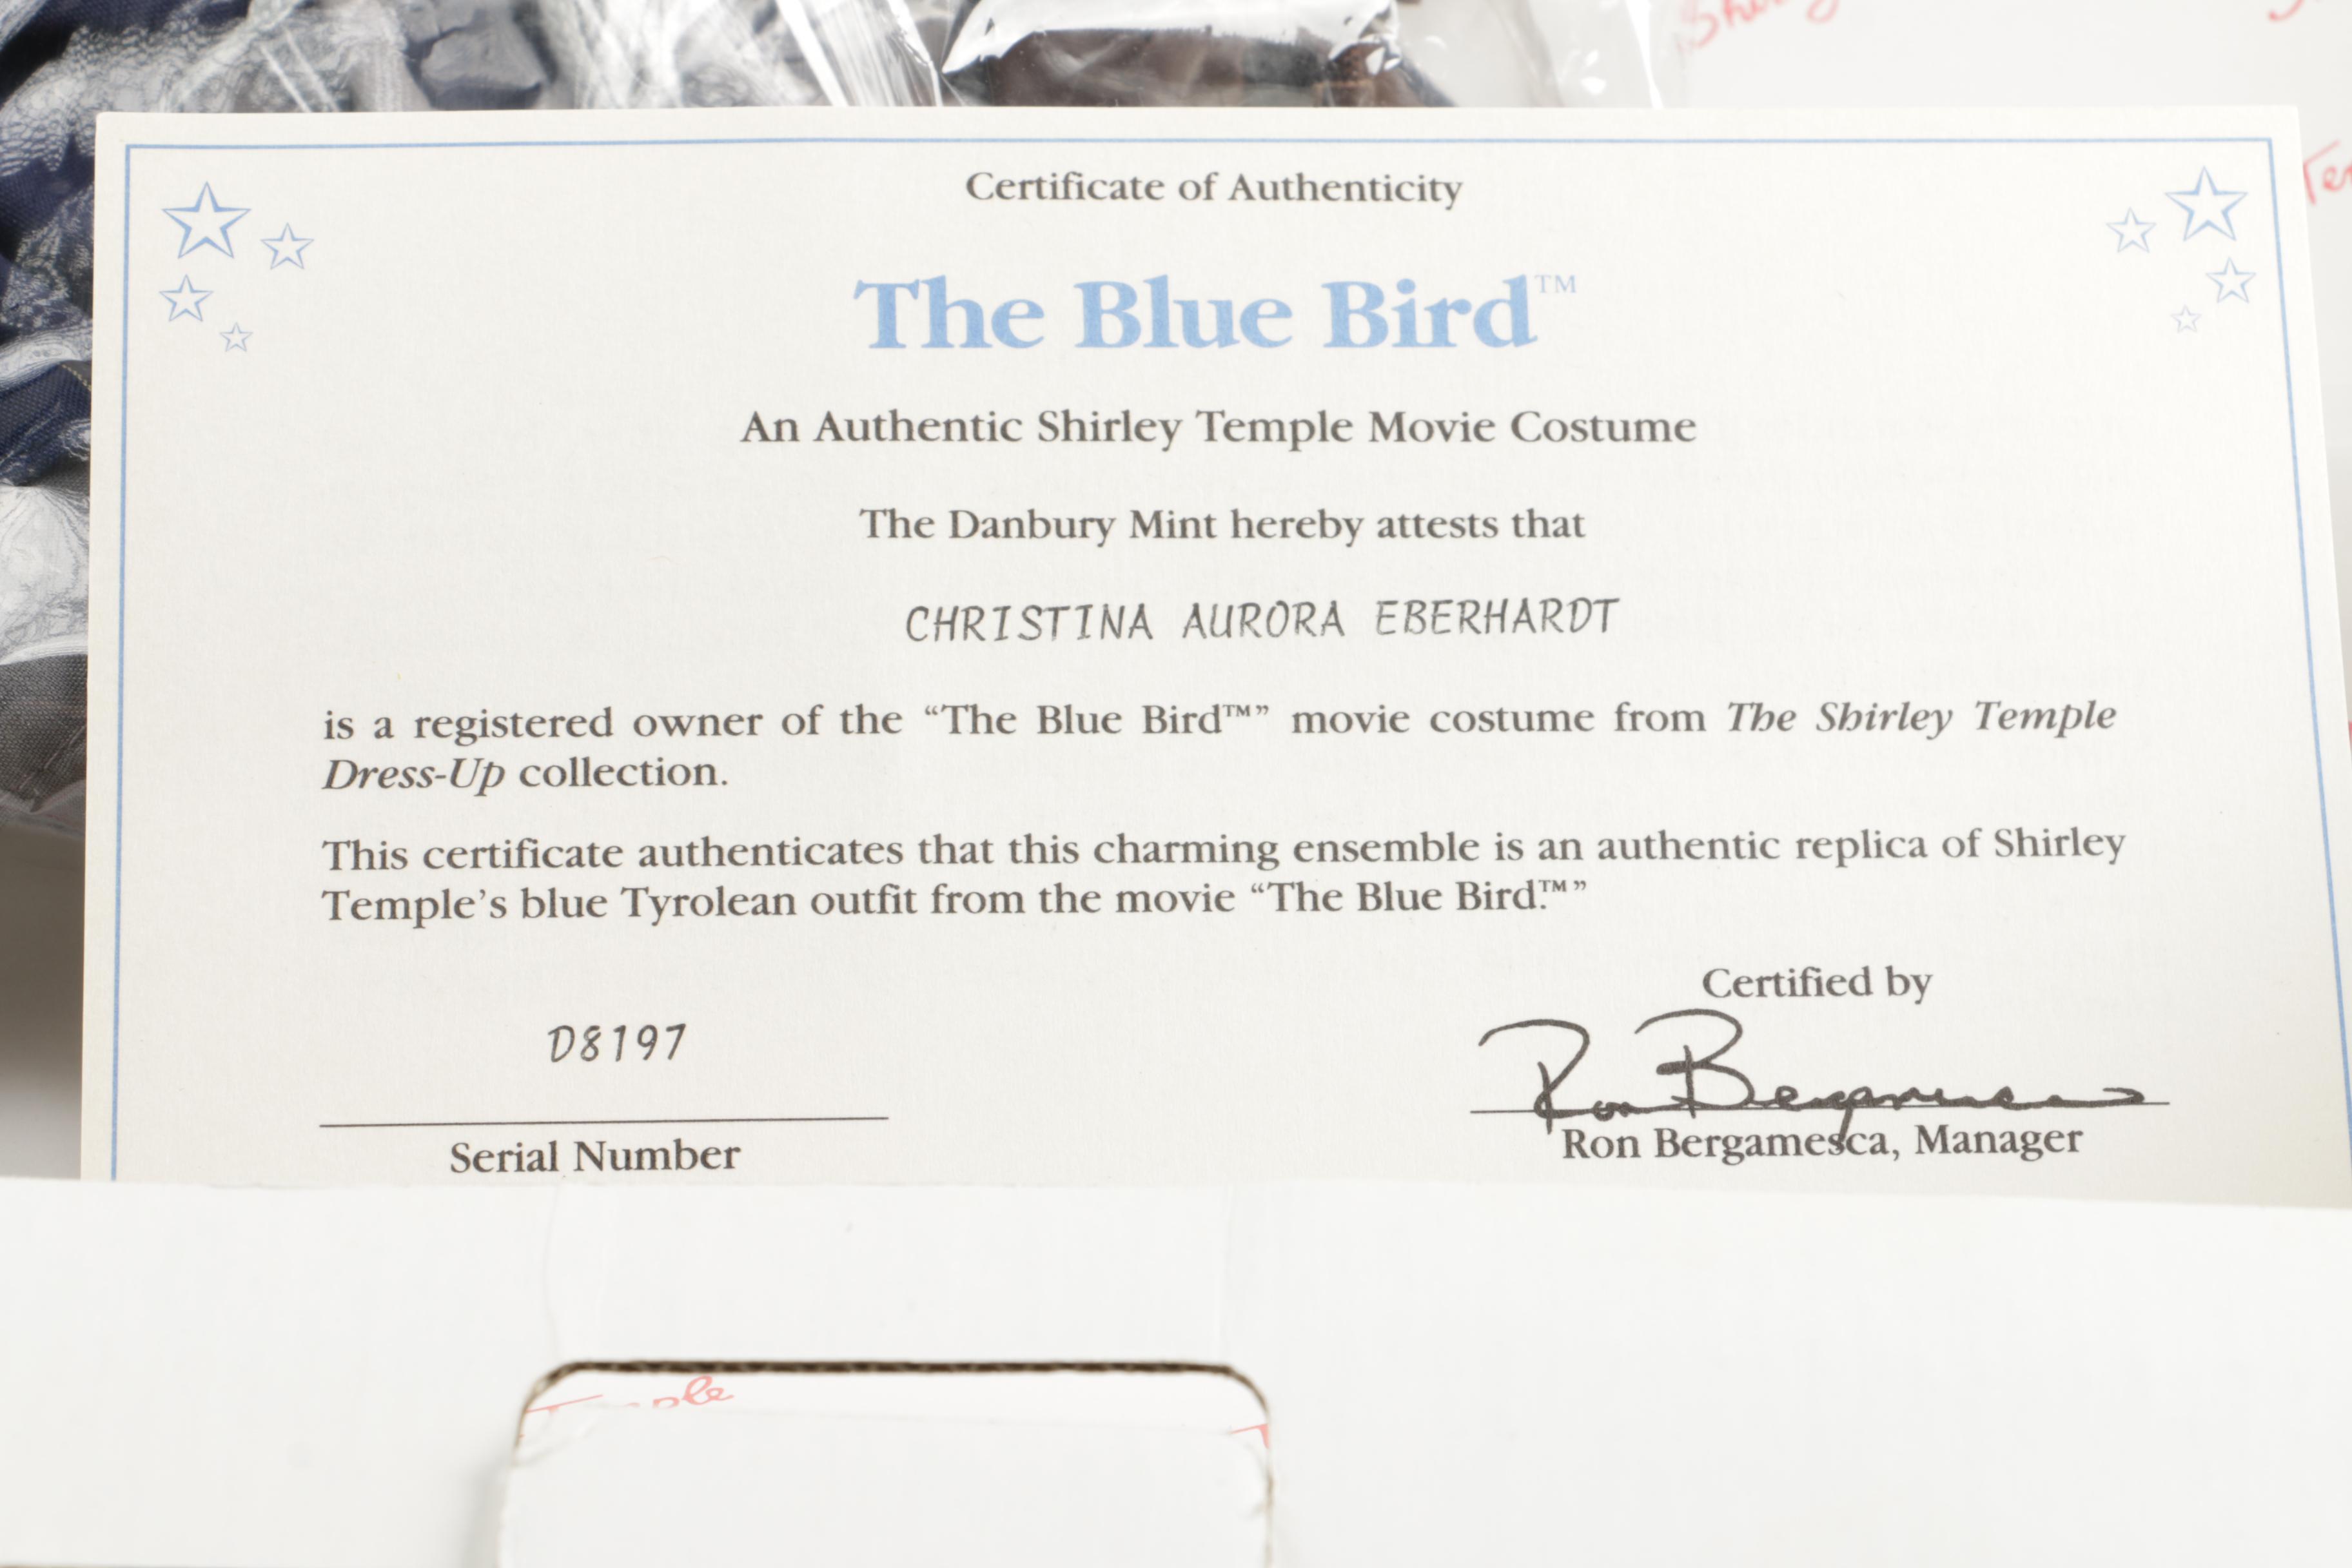 Certificate of Authenticity
The Blue Bird™
An Authentic Shirley Temple Movie Costume
The Danbury Mint hereby attests that
CHRISTINA AURORA EBERHARDT
is a registered owner of the “The Blue Bird™” movie costume from The Shirley Temple
Dress-Up collection.
This certificate authenticates that this charming ensemble is an authentic replica of Shirley
Temple’s blue Tyrolean outfit from the movie “The Blue Bird.™”
Certified by
D8197
Ron Bergamesca
Serial Number
Ron Bergamesca, Manager